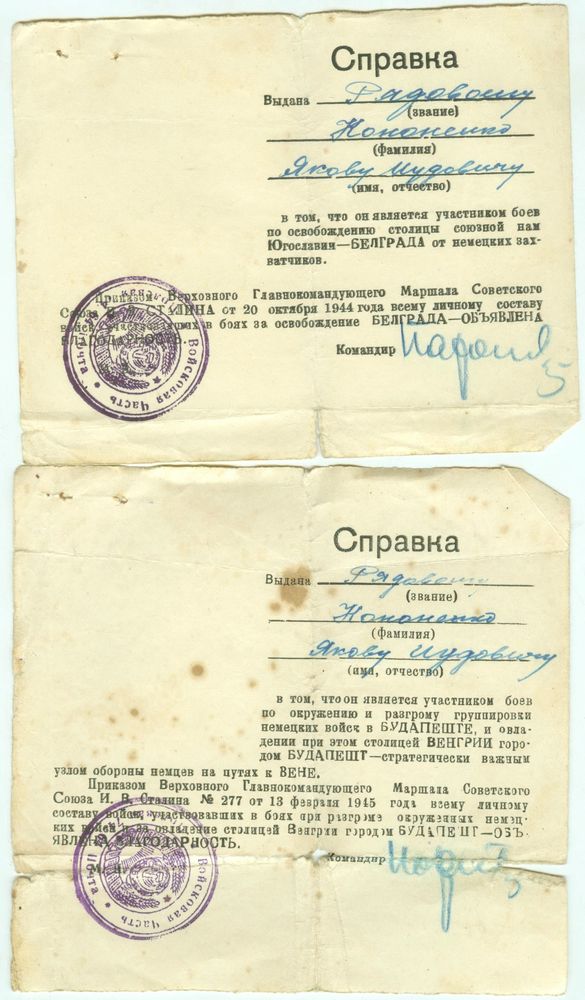 Справка
Выдана Рядовому
(звание)
Кононенко
(фамилия)
Якову Иудовичу
(имя, отчество)
в том, что он является участником боев
по освобождению столицы союзной нам
Югославии—БЕЛГРАДА от немецких зах-
ватчиков.
Приказом Верховного Главнокомандующего Маршала Советского
Союза И. В. СТАЛИНА от 20 октября 1944 года всему личному составу
войск, участвовавших в боях за освобождение БЕЛГРАДА—ОБЪЯВЛЕНА
БЛАГОДАРНОСТЬ.
Командир
Войсковая Часть
Справка
Выдана Рядовому
(звание)
Кононенко
(фамилия)
Якову Иудовичу
(имя, отчество)
в том, что он является участником боев
по окружению и разгрому группировки
немецких войск в БУДАПЕШТЕ, и овла-
дении при этом столицей ВЕНГРИИ горо-
дом БУДАПЕШТ—стратегически важным
узлом обороны немцев на путях к ВЕНЕ.
Приказом Верховного Главнокомандующего Маршала Советского
Союза И. В. Сталина № 277 от 13 февраля 1945 года всему личному
составу войск, участвовавших в боях при разгроме окруженных немец-
ких войск и за овладение столицей Венгрии городом БУДАПЕШТ—ОБЪ-
ЯВЛЕНА БЛАГОДАРНОСТЬ.
Командир
Войсковая Часть